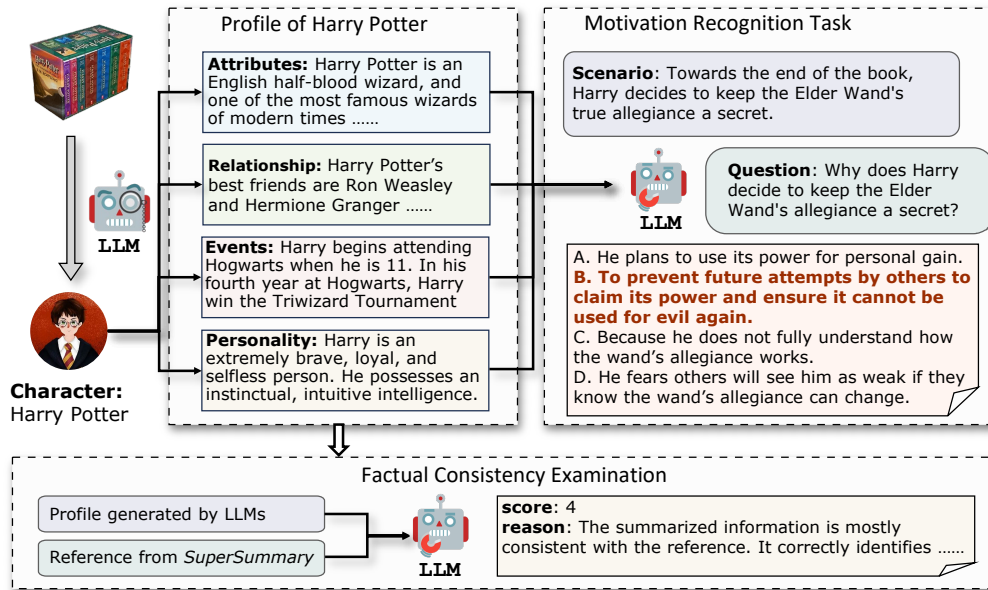 Profile of Harry Potter
Attributes: Harry Potter is an
English half-blood wizard, and
one of the most famous wizards
of modern times ......
Relationship: Harry Potter's
best friends are Ron Weasley
and Hermione Granger ......
LLM
Events: Harry begins attending
Hogwarts when he is 11. In his
fourth year at Hogwarts, Harry
win the Triwizard Tournament
Personality: Harry is an
extremely brave, loyal, and
selfless person. He possesses an
instinctual, intuitive intelligence.
Character:
Harry Potter
Motivation Recognition Task
Scenario: Towards the end of the book,
Harry decides to keep the Elder Wand's
true allegiance a secret.
LLM
Question: Why does Harry
decide to keep the Elder
Wand's allegiance a secret?
A. He plans to use its power for personal gain.
B. To prevent future attempts by others to
claim its power and ensure it cannot be
used for evil again.
C. Because he does not fully understand how
the wand's allegiance works.
D. He fears others will see him as weak if they
know the wand's allegiance can change.
Factual Consistency Examination
Profile generated by LLMs
Reference from SuperSummary
LLM
score: 4
reason: The summarized information is mostly
consistent with the reference. It correctly identifies ......